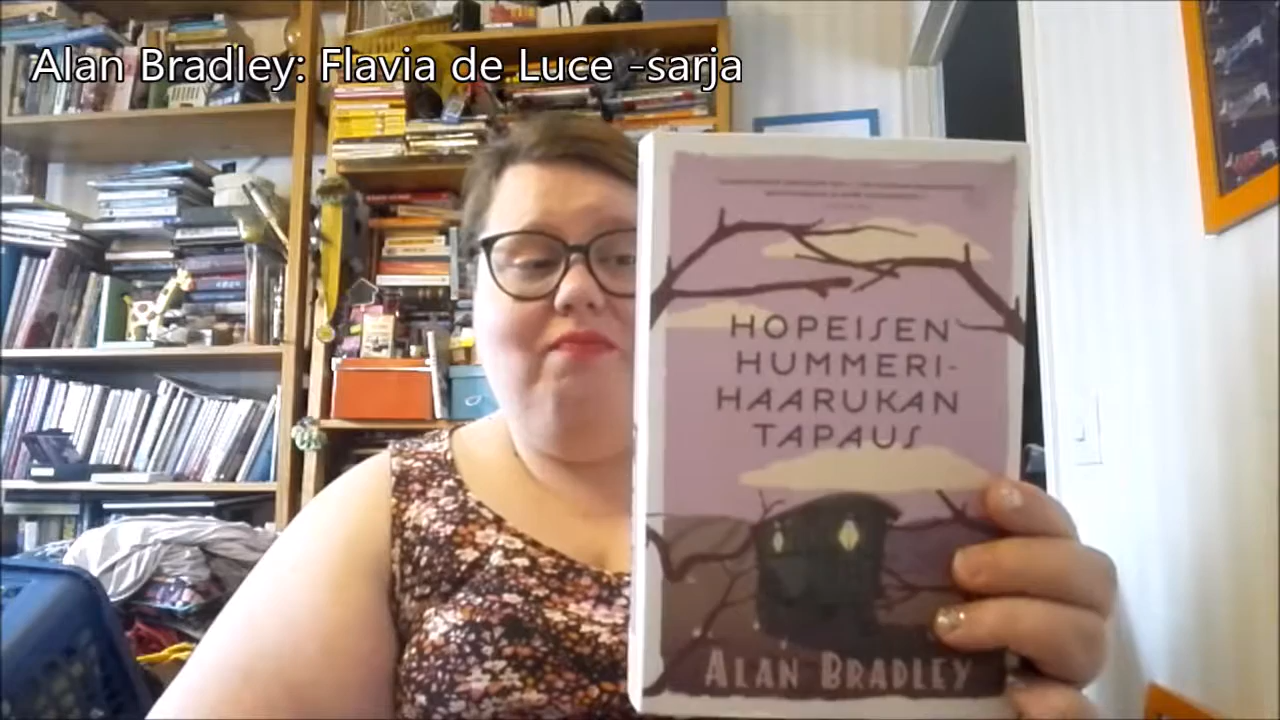 Alan Bradley: Flavia de Luce -sarja
HOPEISEN
HUMMERI-
HAARUKAN
TAPAUS
ALAN BRADLEY